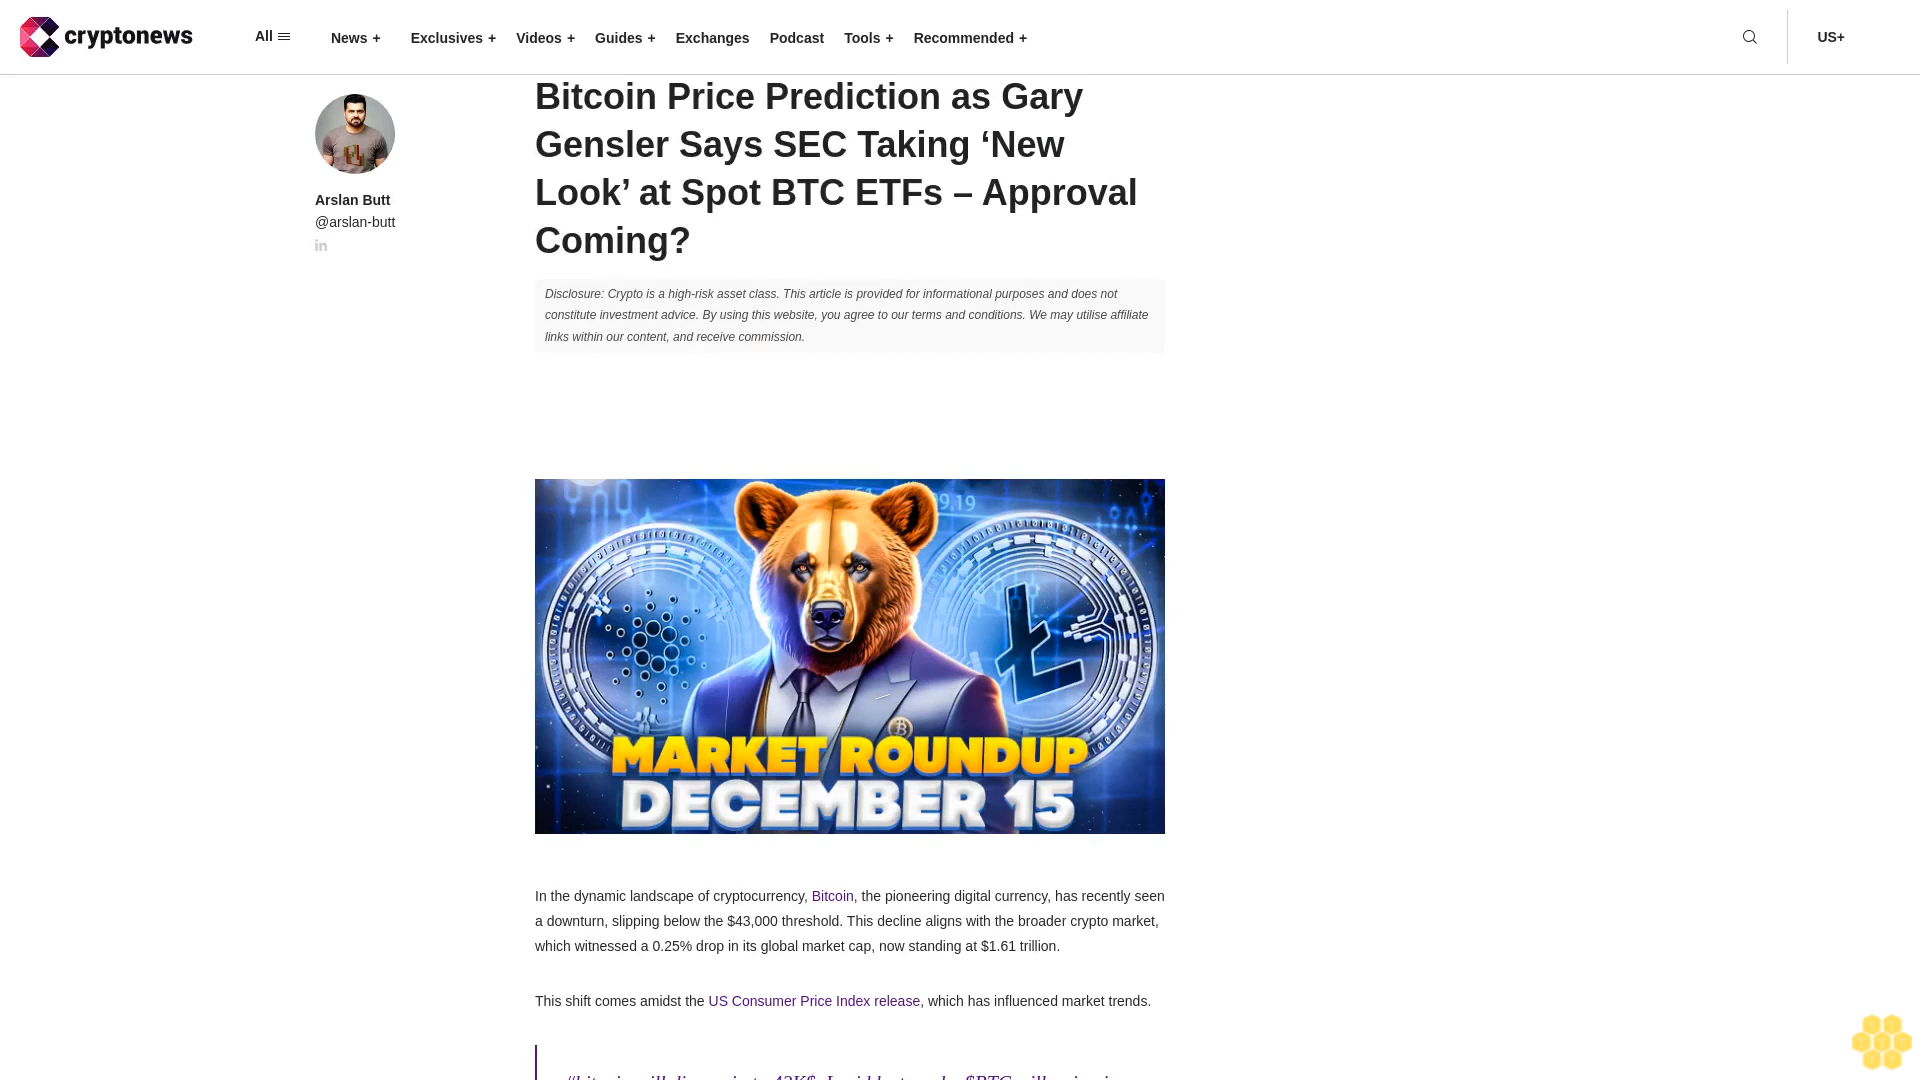 cryptonews
All
News +
Exclusives +
Videos +
Guides +
Exchanges
Podcast
Tools +
Recommended +
US+
Arslan Butt
@arslan-butt
in
Bitcoin Price Prediction as Gary
Gensler Says SEC Taking ‘New
Look’ at Spot BTC ETFs – Approval
Coming?
Disclosure: Crypto is a high-risk asset class. This article is provided for informational purposes and does not
constitute investment advice. By using this website, you agree to our terms and conditions. We may utilise affiliate
links within our content, and receive commission.
9.19
MARKET ROUNDUP
DECEMBER 15
In the dynamic landscape of cryptocurrency, Bitcoin, the pioneering digital currency, has recently seen
a downturn, slipping below the $43,000 threshold. This decline aligns with the broader crypto market,
which witnessed a 0.25% drop in its global market cap, now standing at $1.61 trillion.
This shift comes amidst the US Consumer Price Index release, which has influenced market trends.